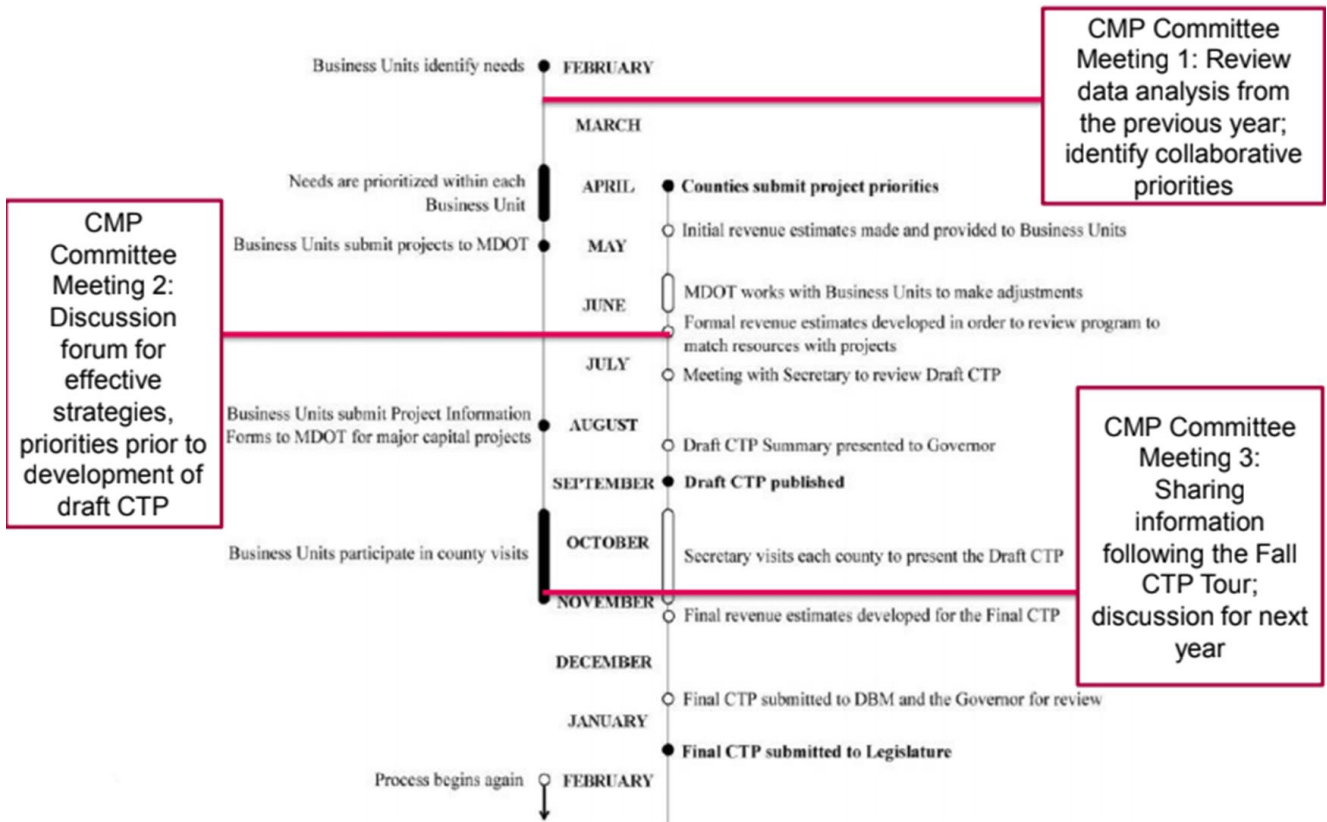 CMP Committee
Meeting 1: Review
data analysis from
the previous year;
identify collaborative
priorities
Business Units identify needs
FEBRUARY
MARCH
Needs are prioritized within each
Business Unit
APRIL
Counties submit project priorities
CMP
Committee
Meeting 2:
Discussion
forum for
effective
strategies,
priorities prior to
development of
draft CTP
Initial revenue estimates made and provided to Business Units
Business Units submit projects to MDOT
MAY
MDOT works with Business Units to make adjustments
JUNE
Formal revenue estimates developed in order to review program to
match resources with projects
JULY
Meeting with Secretary to review Draft CTP
Business Units submit Project Information
Forms to MDOT for major capital projects
AUGUST
Draft CTP Summary presented to Governor
CMP Committee
Meeting 3:
Sharing
information
following the Fall
CTP Tour;
discussion for next
year
SEPTEMBER
Draft CTP published
OCTOBER
Business Units participate in county visits
Secretary visits each county to present the Draft CTP
NOVEMBER
Final revenue estimates developed for the Final CTP
DECEMBER
Final CTP submitted to DBM and the Governor for review
JANUARY
Final CTP submitted to Legislature
Process begins again
FEBRUARY